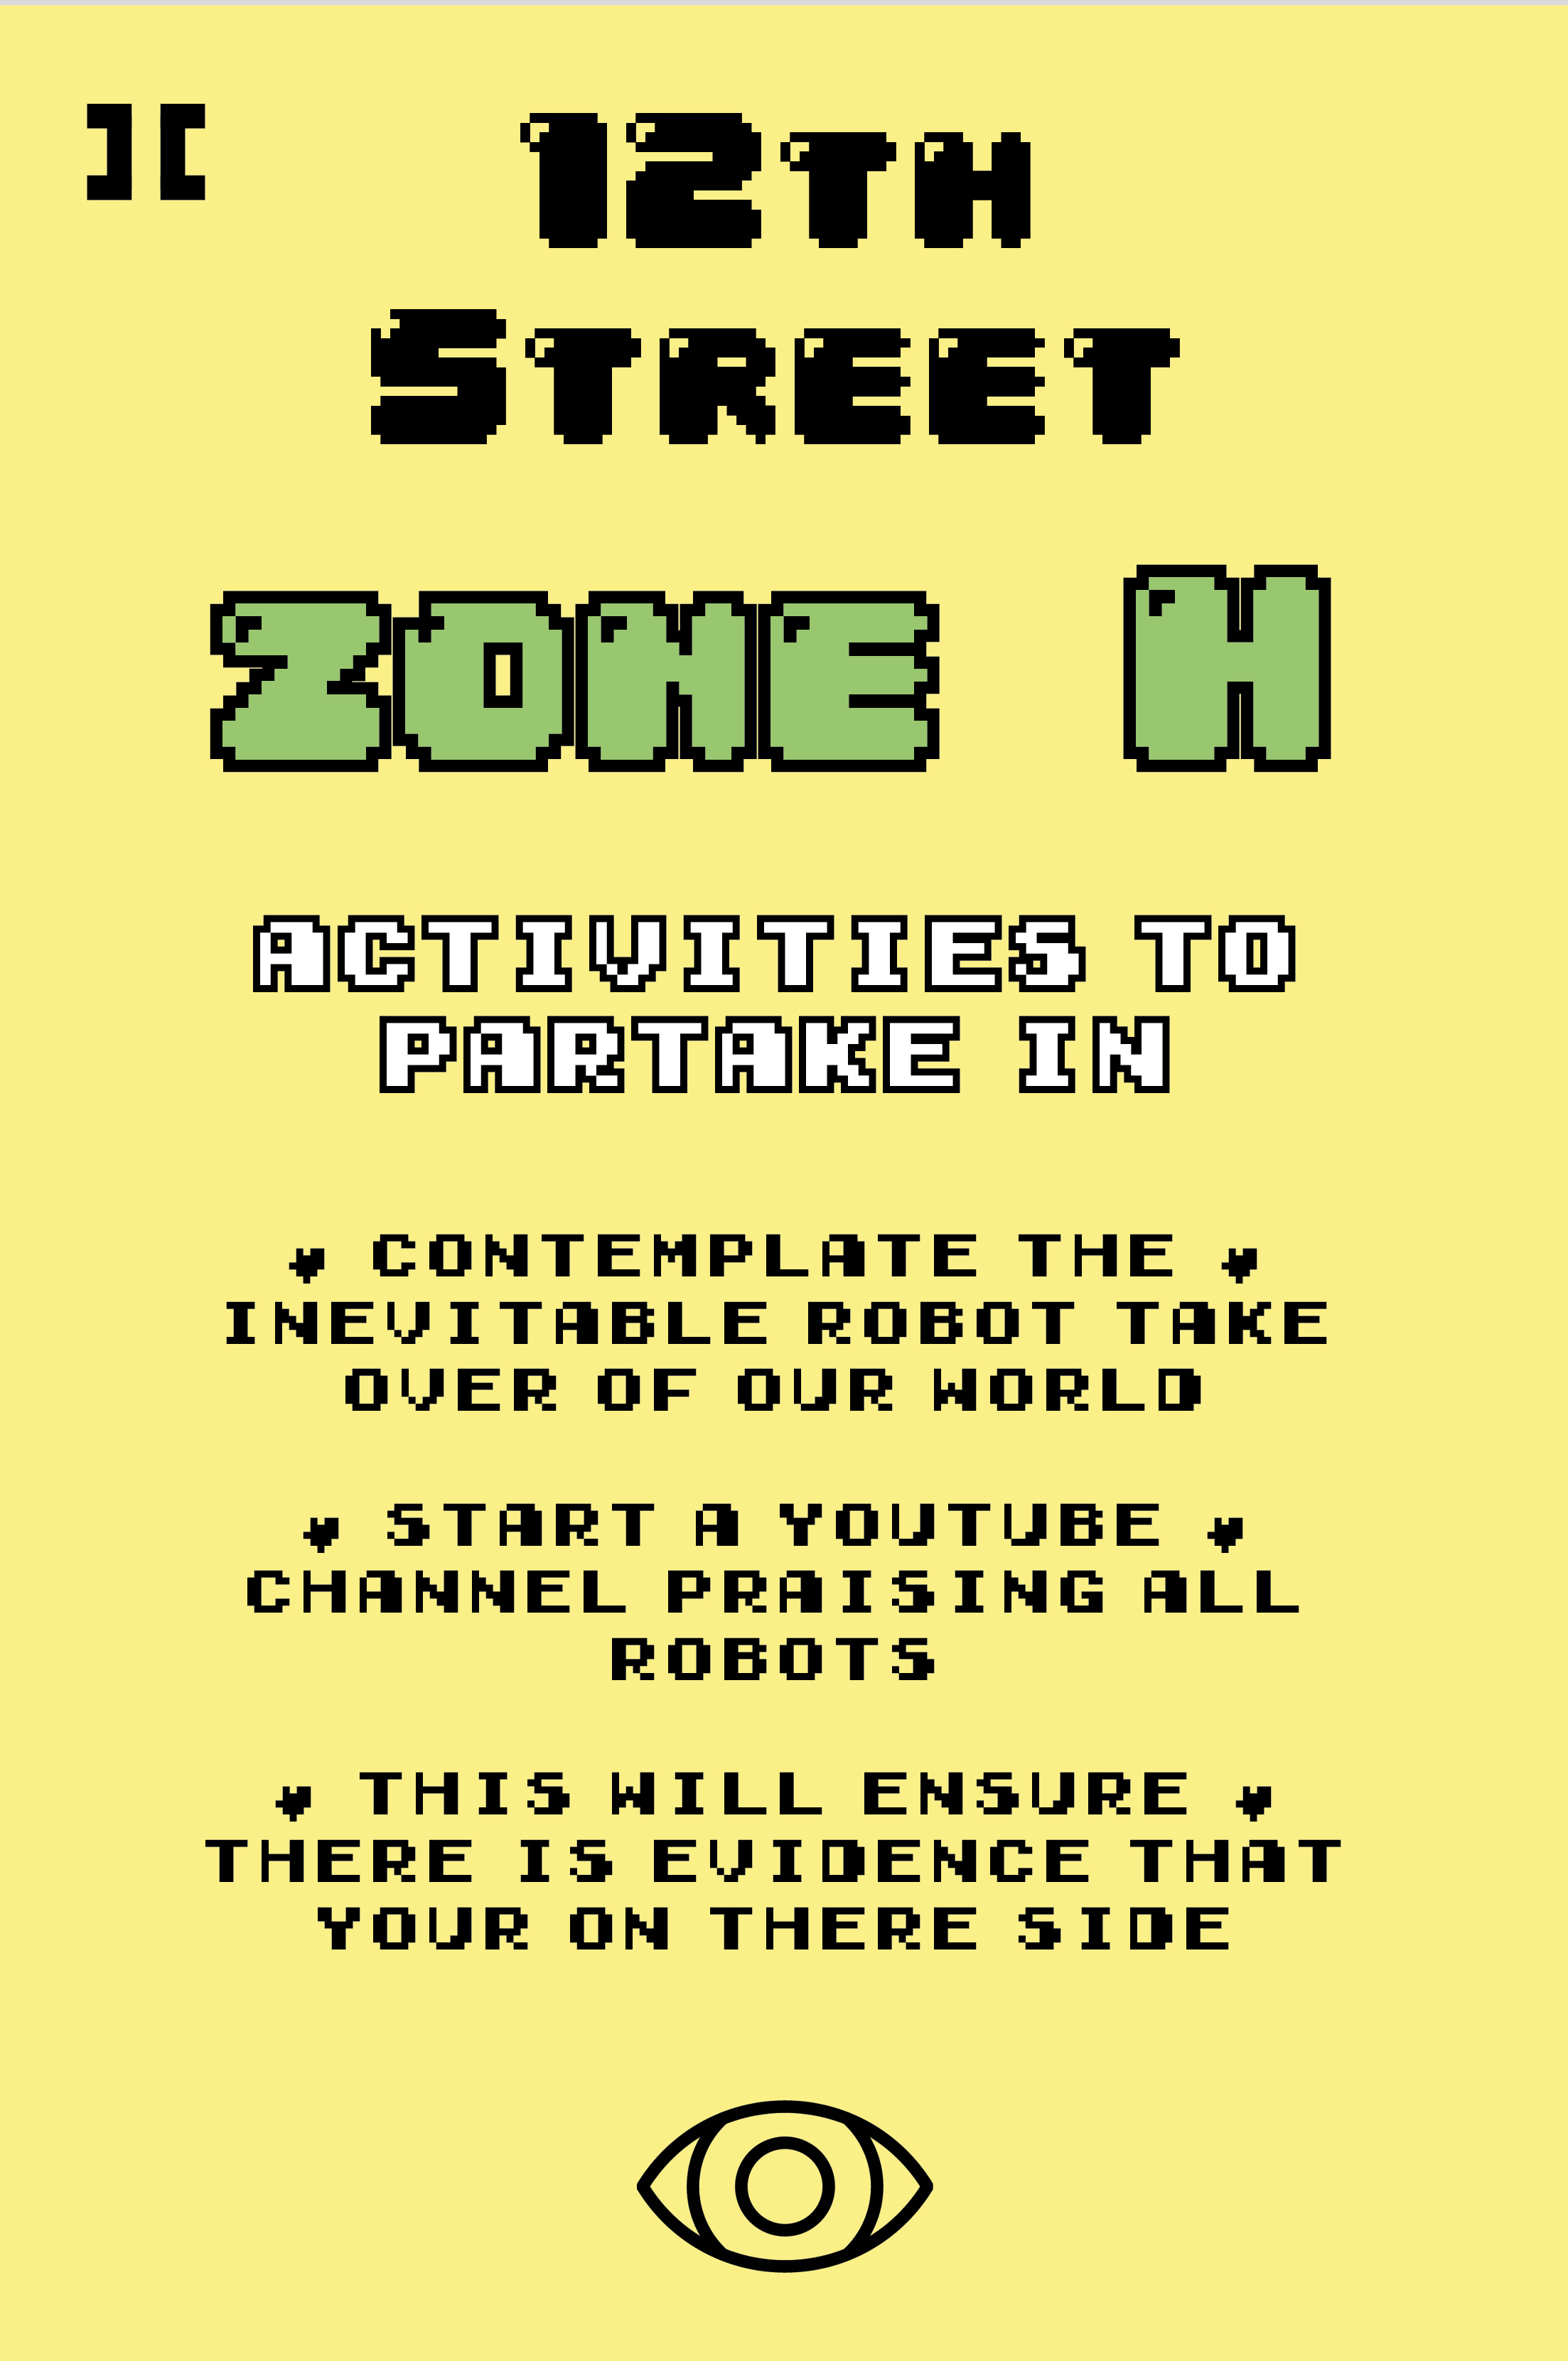 ][
12TH
STREET
ZONE H
ACTIVITIES TO
PARTAKE IN
♥ CONTEMPLATE THE ♥
INEVITABLE ROBOT TAKE
OVER OF OUR WORLD
♥ START A YOUTUBE ♥
CHANNEL PRAISING ALL
ROBOTS
♥ THIS WILL ENSURE ♥
THERE IS EVIDENCE THAT
YOUR ON THERE SIDE